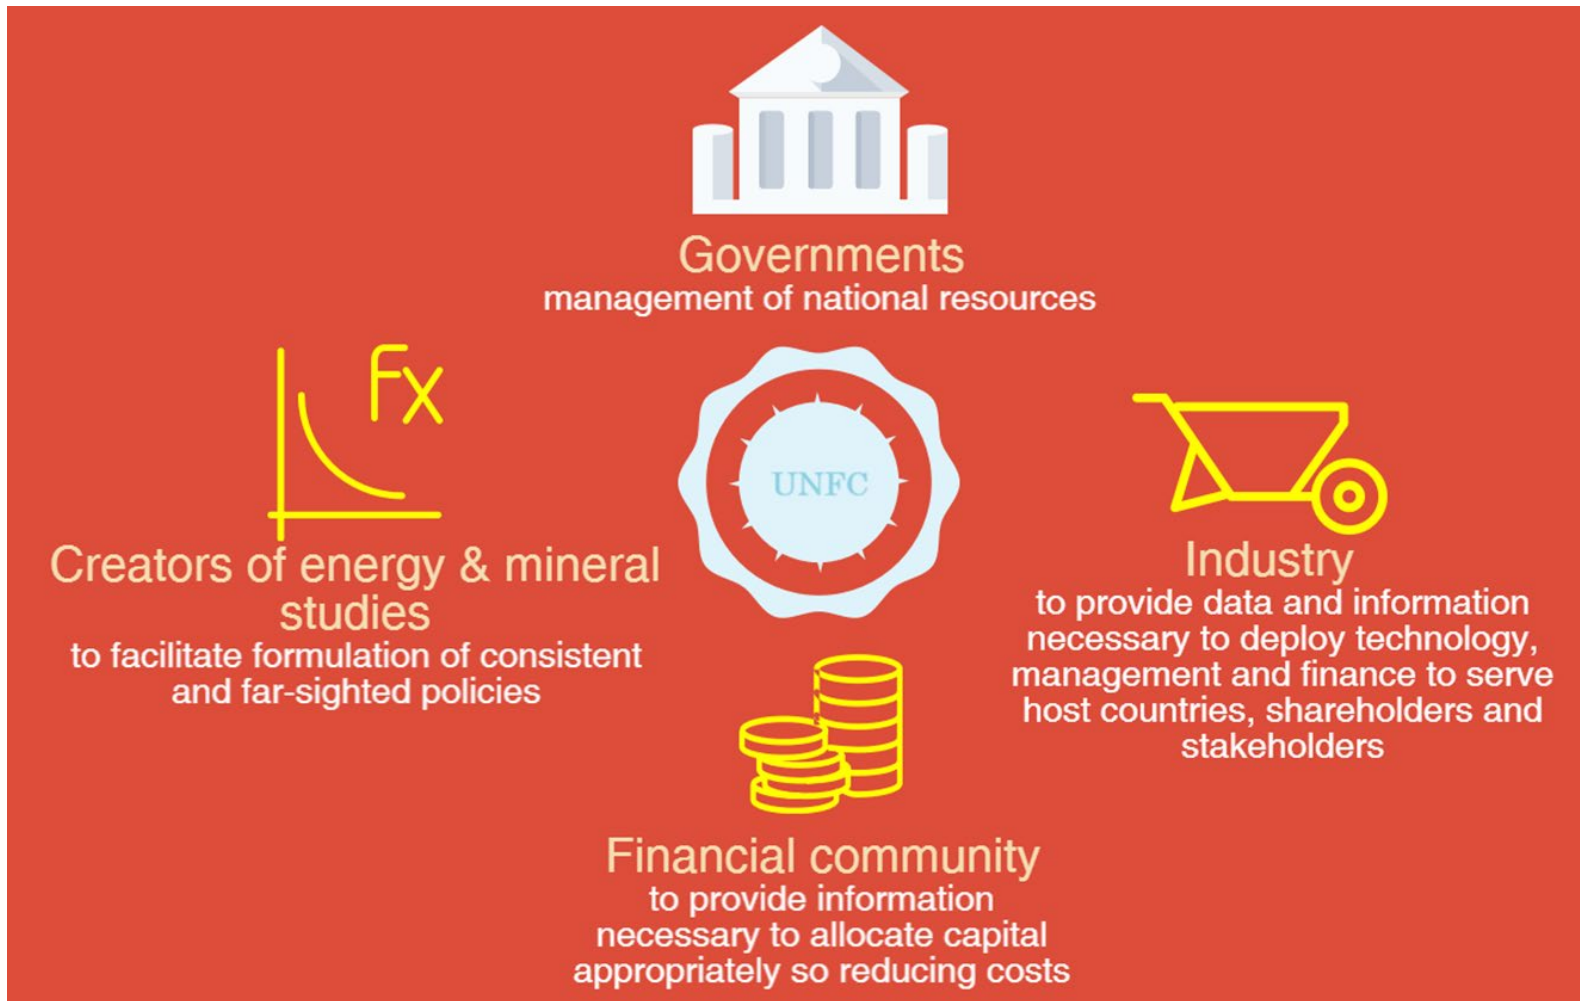 Governments
management of national resources
Fx
Creators of energy & mineral
studies
to facilitate formulation of consistent
and far-sighted policies
UNFC
Industry
to provide data and information
necessary to deploy technology,
management and finance to serve
host countries, shareholders and
stakeholders
Financial community
to provide information
necessary to allocate capital
appropriately so reducing costs